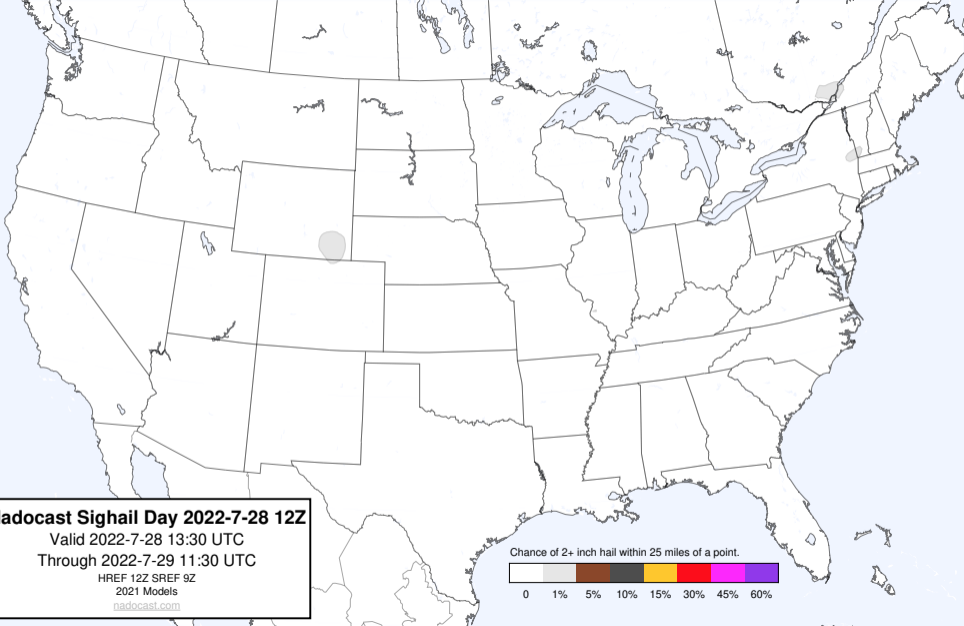 adocast Sighail Day 2022-7-28 12Z
Valid 2022-7-28 13:30 UTC
Through 2022-7-29 11:30 UTC
HREF 12Z SREF 9Z
2021 Models
nadocast.com
Chance of 2+ inch hail within 25 miles of a point.
0 1% 5% 10% 15% 30% 45% 60%